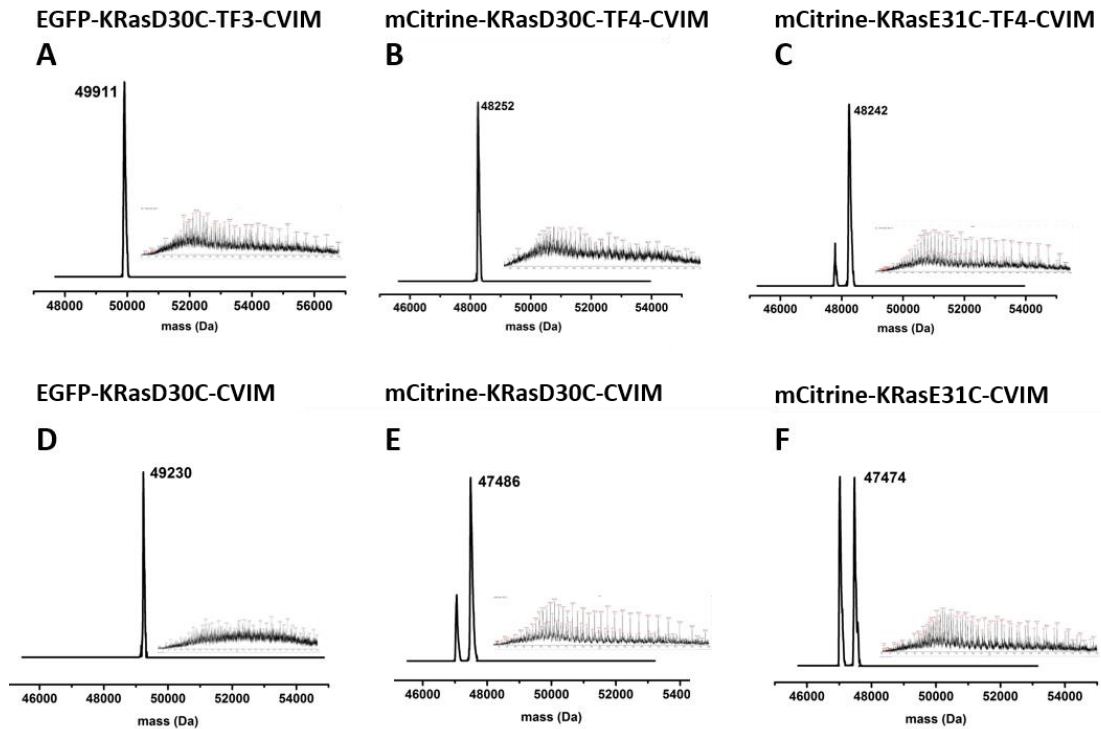 EGFP-KRasD30C-TF3-CVIM
mCitrine-KRasD30C-TF4-CVIM
mCitrine-KRasE31C-TF4-CVIM
A
B
C
49911
48252
48242
48000 50000 52000 54000 56000
46000 48000 50000 52000 54000
46000 48000 50000 52000 54000
mass (Da)
mass (Da)
mass (Da)
EGFP-KRasD30C-CVIM
mCitrine-KRasD30C-CVIM
mCitrine-KRasE31C-CVIM
D
E
F
49230
47486
47474
46000 48000 50000 52000 54000
46000 48000 50000 52000 54000
46000 48000 50000 52000 54000
mass (Da)
mass (Da)
mass (Da)